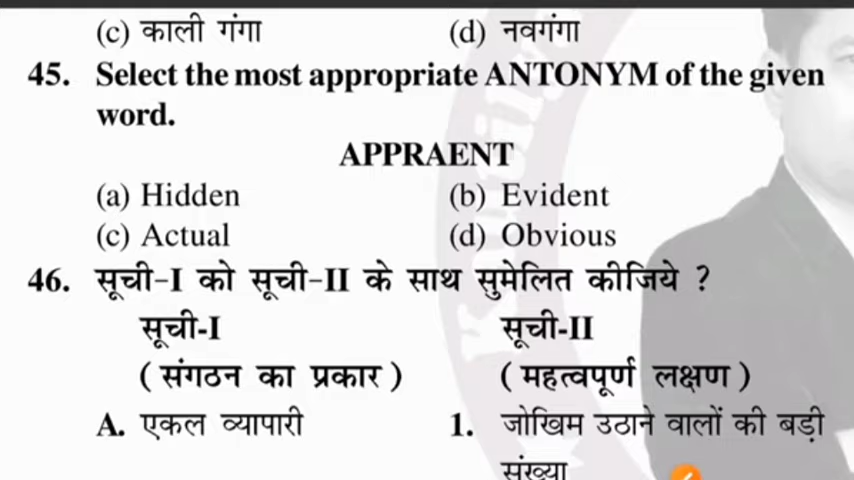 (c) काली गंगा (d) नवगंगा
45. Select the most appropriate ANTONYM of the given
word.
APPRAENT
(a) Hidden (b) Evident
(c) Actual (d) Obvious
46. सूची-I को सूची-II के साथ सुमेलित कीजिये ?
सूची-I सूची-II
( संगठन का प्रकार ) ( महत्वपूर्ण लक्षण )
A. एकल व्यापारी 1. जोखिम उठाने वालों की बड़ी
संख्या